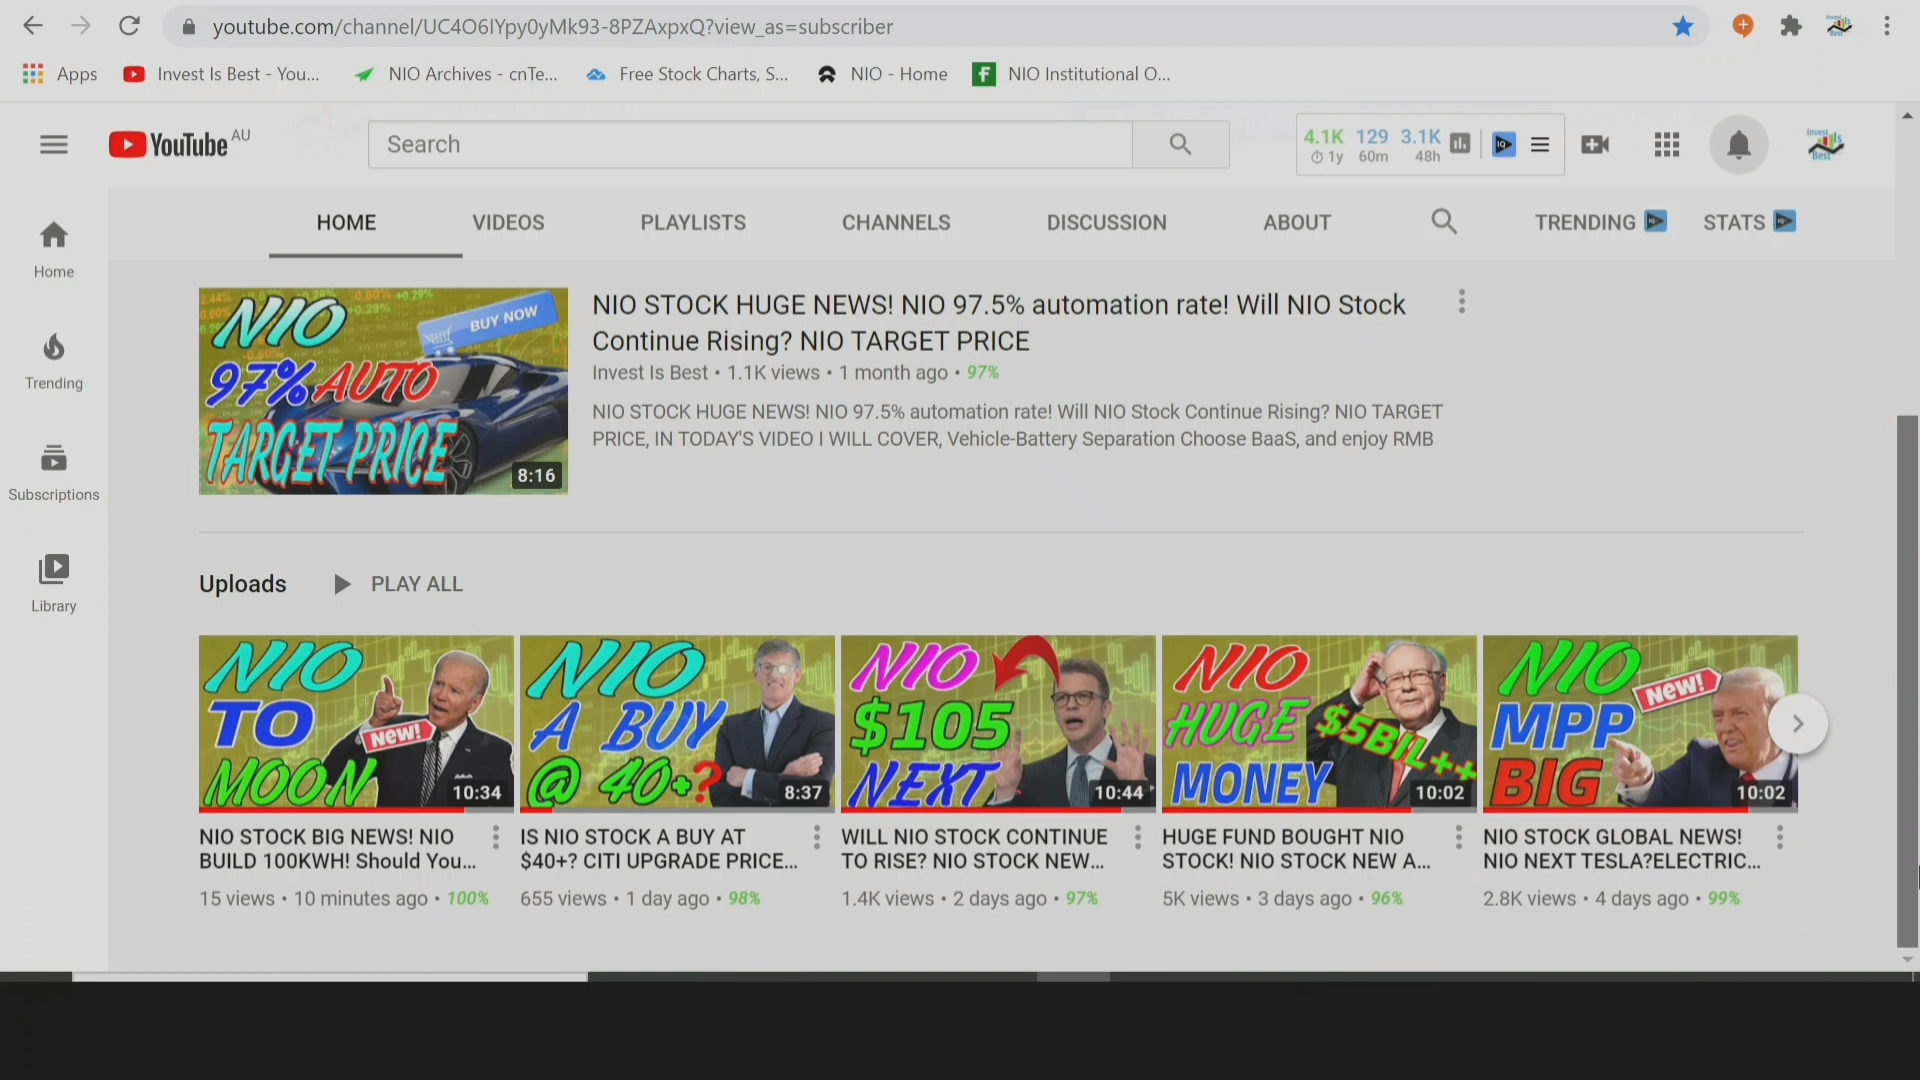 youtube.com/channel/UC4O6IYpy0yMk93-8PZAxpxQ?view_as=subscriber
Apps
Invest Is Best - You...
NIO Archives - cnTe...
Free Stock Charts, S...
NIO - Home
NIO Institutional O...
YouTube AU
Search
4.1K 129 3.1K
1y 60m 48h
Invest Is Best
HOME VIDEOS PLAYLISTS CHANNELS DISCUSSION ABOUT TRENDING STATS
Home
Trending
Subscriptions
Library
NIO
BUY NOW
97% AUTO
TARGET PRICE
8:16
NIO STOCK HUGE NEWS! NIO 97.5% automation rate! Will NIO Stock
Continue Rising? NIO TARGET PRICE
Invest Is Best • 1.1K views • 1 month ago • 97%
NIO STOCK HUGE NEWS! NIO 97.5% automation rate! Will NIO Stock Continue Rising? NIO TARGET
PRICE, IN TODAY'S VIDEO I WILL COVER, Vehicle-Battery Separation Choose BaaS, and enjoy RMB
Uploads PLAY ALL
NIO
TO
New!
MOON
10:34
NIO STOCK BIG NEWS! NIO
BUILD 100KWH! Should You...
15 views • 10 minutes ago • 100%
NIO
A BUY
@ 40+?
8:37
IS NIO STOCK A BUY AT
$40+? CITI UPGRADE PRICE...
655 views • 1 day ago • 98%
NIO
$105
NEXT
10:44
WILL NIO STOCK CONTINUE
TO RISE? NIO STOCK NEW...
1.4K views • 2 days ago • 97%
NIO
HUGE $5BIL++
MONEY
10:02
HUGE FUND BOUGHT NIO
STOCK! NIO STOCK NEW A...
5K views • 3 days ago • 96%
NIO
New!
MPP
BIG
10:02
NIO STOCK GLOBAL NEWS!
NIO NEXT TESLA?ELECTRIC...
2.8K views • 4 days ago • 99%